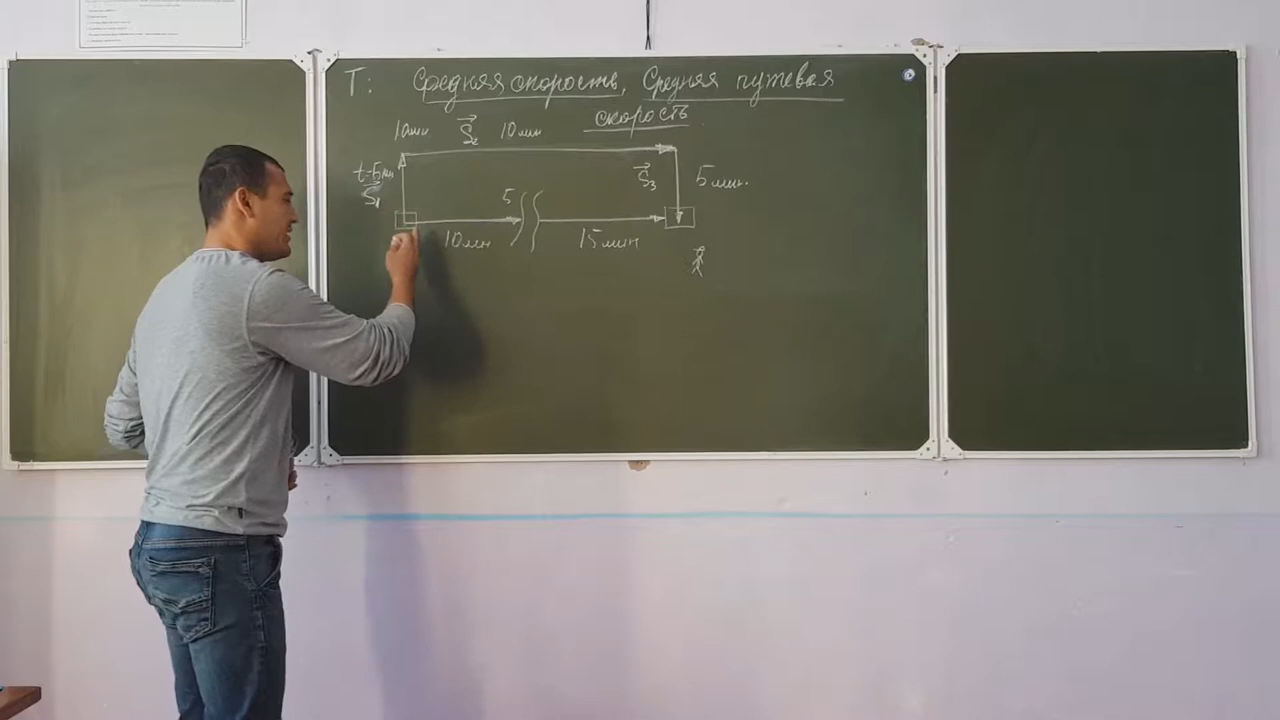 Т: Средняя скорость, Средняя путевая
скорость
10мин S₂ 10мин
t-5мин S₃ 5мин.
S₁ 5
10мин 15мин